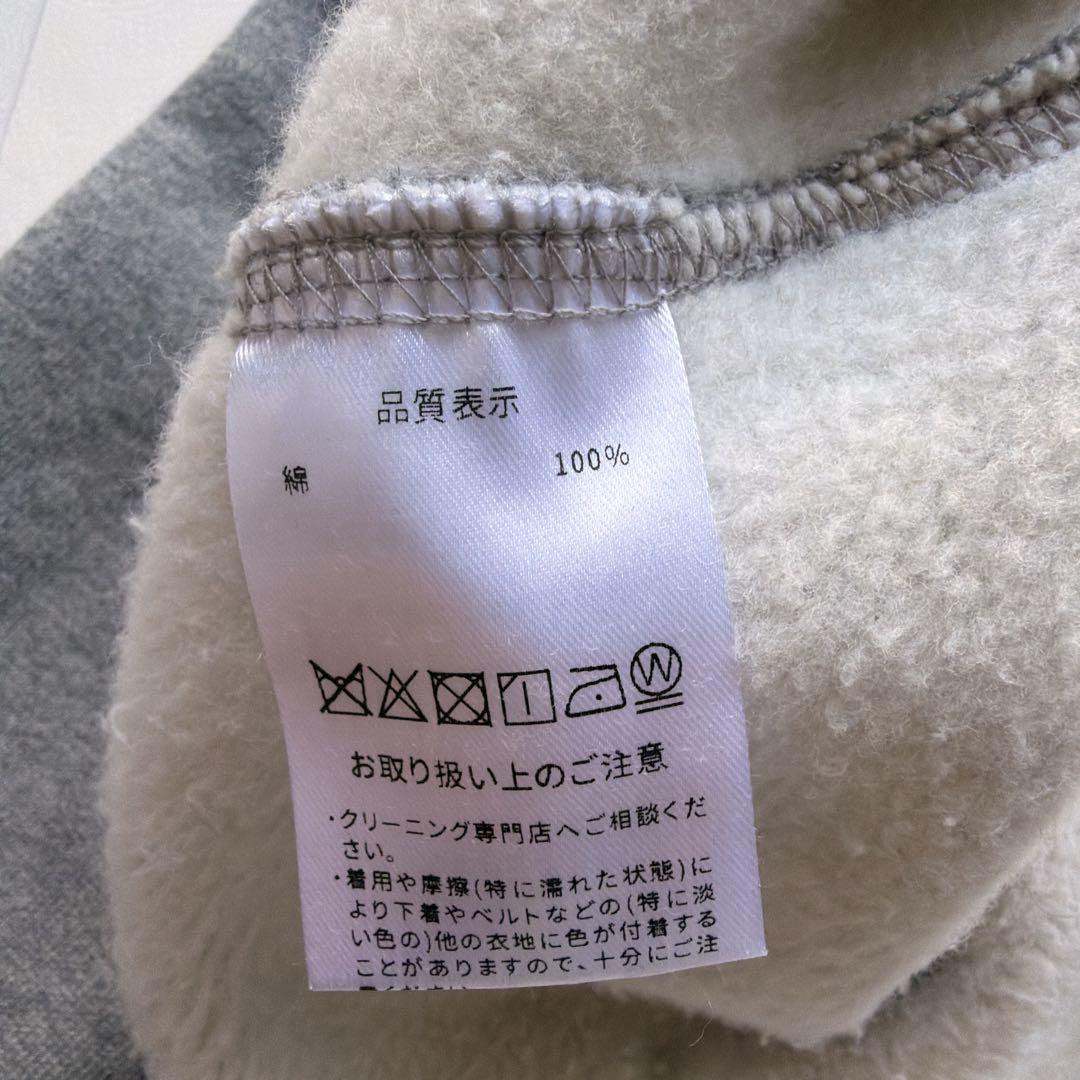 品質表示
綿 100%
W
お取り扱い上のご注意
・クリーニング専門店へご相談くだ
さい。
・着用や摩擦(特に濡れた状態)に
より下着やベルトなどの(特に淡
い色の)他の衣地に色が付着する
ことがありますので、十分にご注